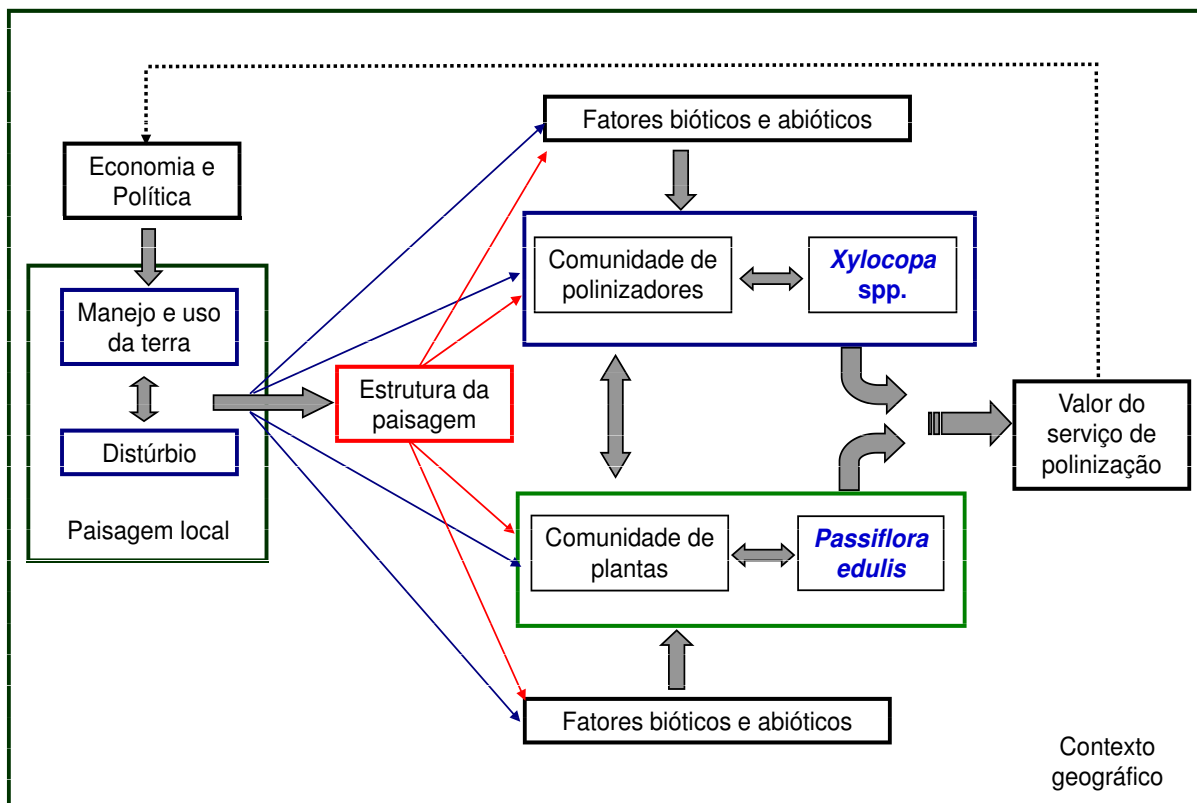 Fatores bióticos e abióticos
Economia e
Política
Manejo e uso
da terra
Distúrbio
Paisagem local
Estrutura da
paisagem
Comunidade de
polinizadores
Xylocopa
spp.
Comunidade de
plantas
Passiflora
edulis
Fatores bióticos e abióticos
Valor do
serviço de
polinização
Contexto
geográfico